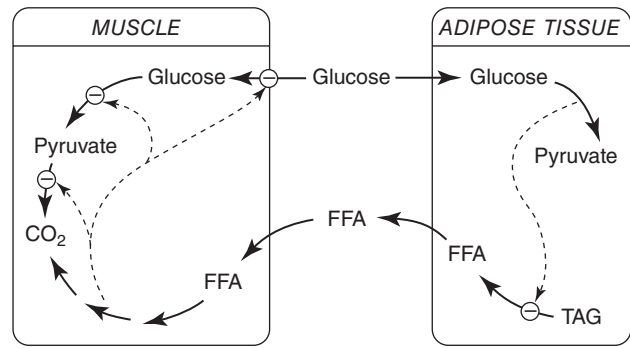 MUSCLE
ADIPOSE TISSUE
Glucose
Glucose
Glucose
Pyruvate
Pyruvate
CO₂
FFA
FFA
FFA
TAG